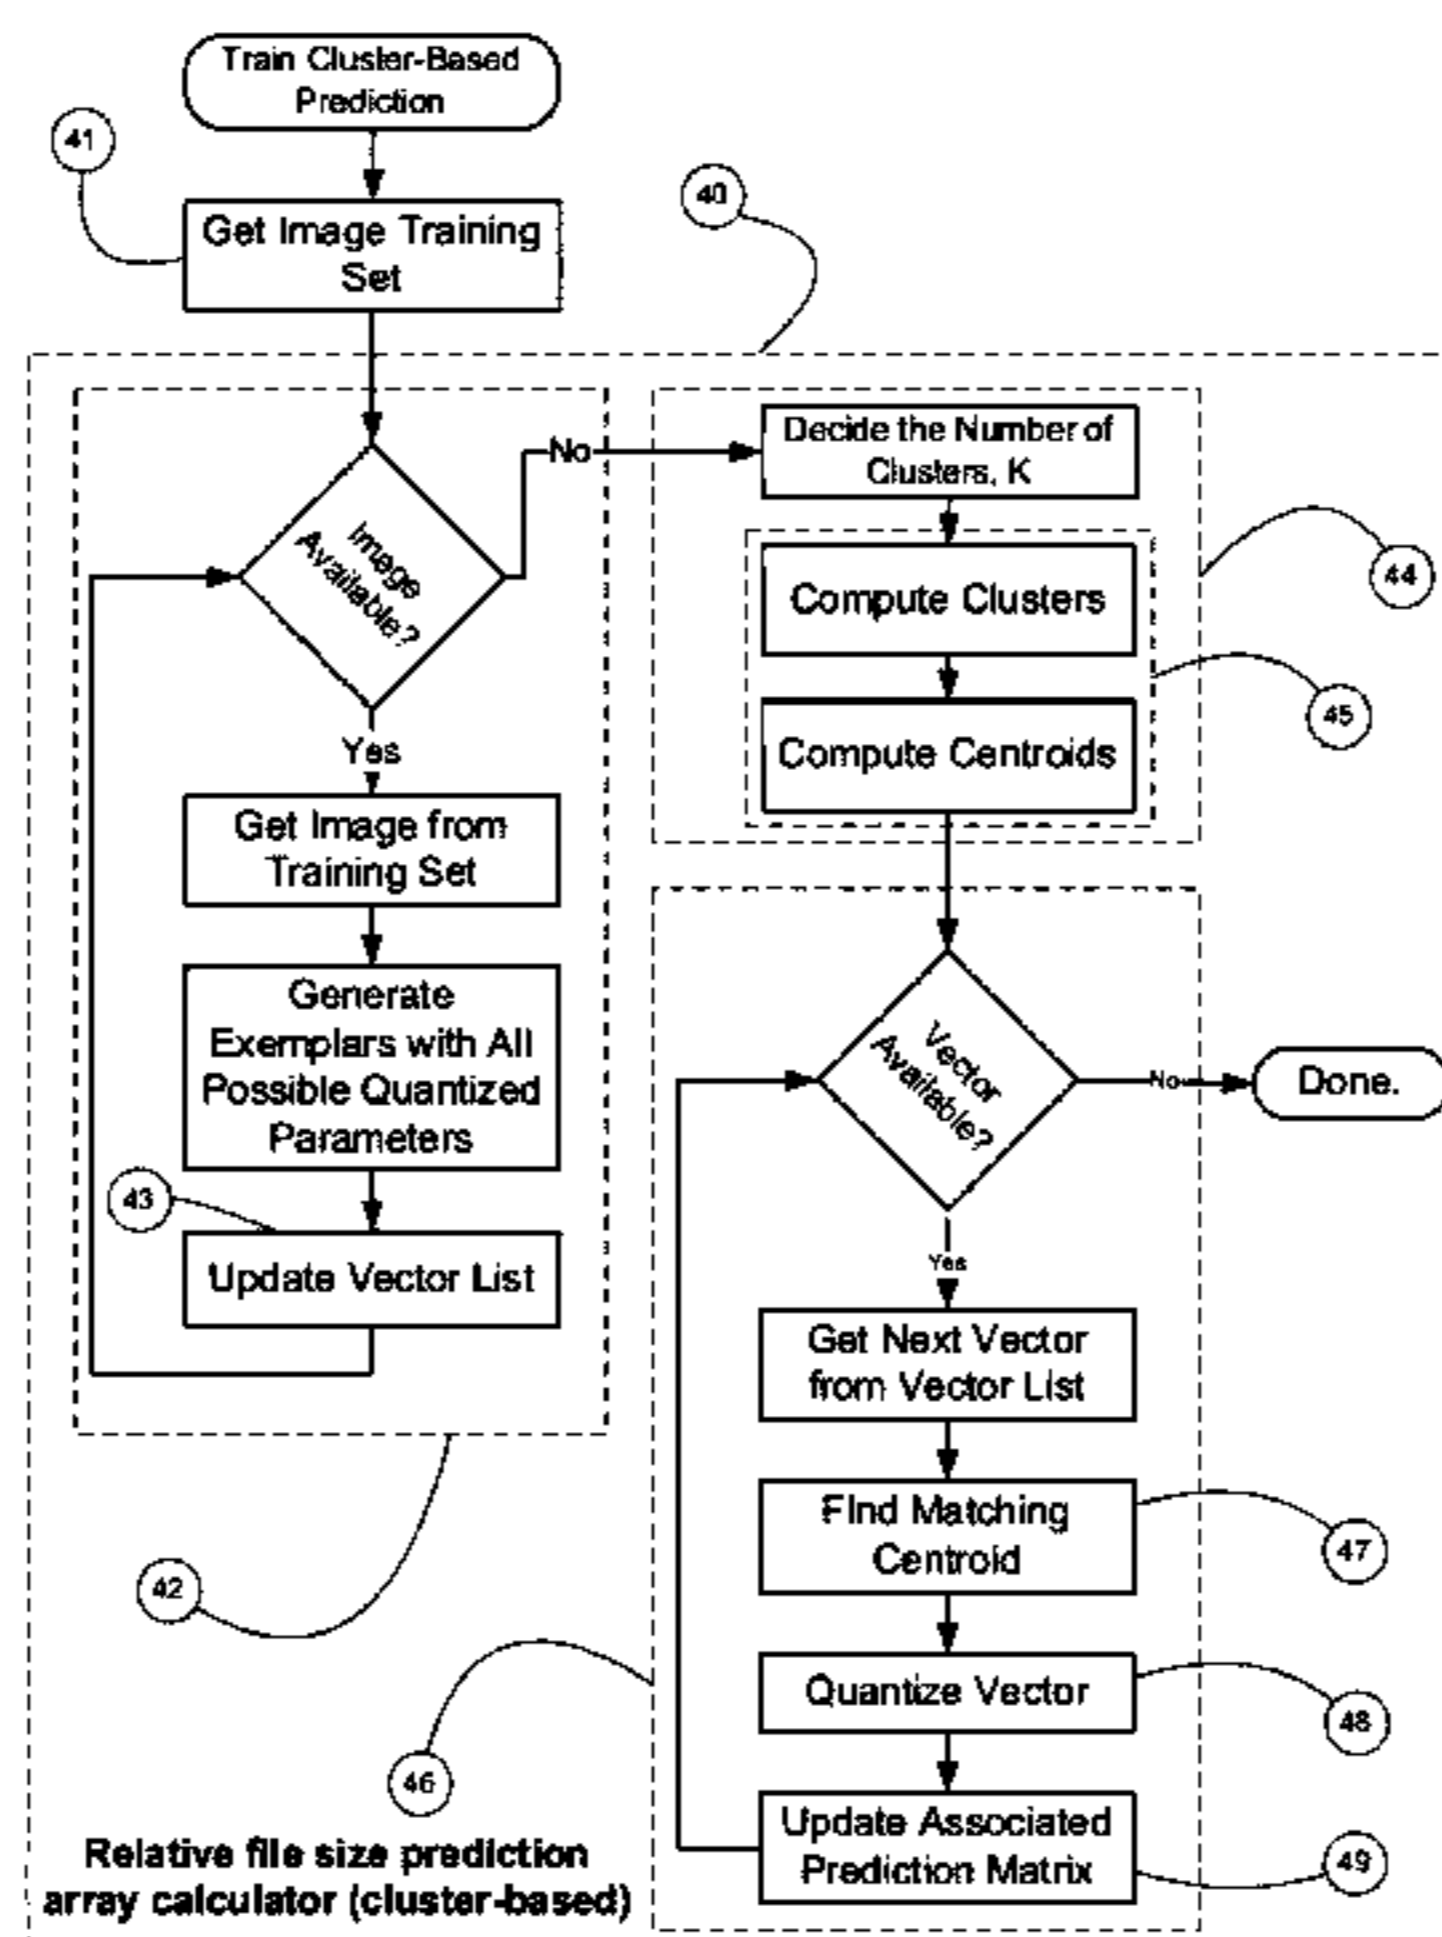 Train Cluster-Based
Prediction
41
Get Image Training
Set
40
Image
Available?
No
Yes
Get Image from
Training Set
Generate
Exemplars with All
Possible Quantized
Parameters
43
Update Vector List
42
Decide the Number of
Clusters, K
Compute Clusters
Compute Centroids
44
45
Vector
Available?
No
Done.
Yes
Get Next Vector
from Vector List
FInd Matching
Centroid
47
Quantize Vector
48
Update Associated
Prediction Matrix
49
46
Relative file size prediction
array calculator (cluster-based)